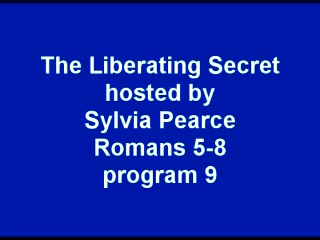 The Liberating Secret
hosted by
Sylvia Pearce
Romans 5-8
program 9